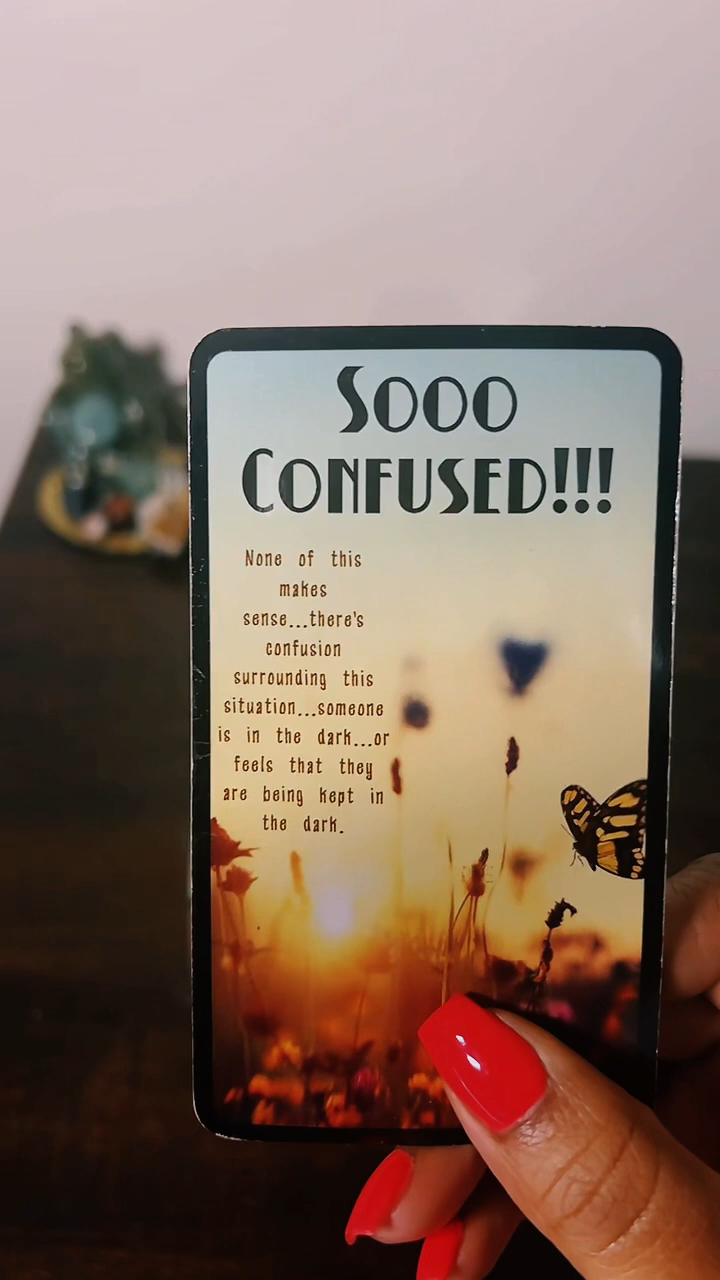 Sooo
Confused!!!
None of this
makes
sense...there's
confusion
surrounding this
situation...someone
is in the dark...or
feels that they
are being kept in
the dark.